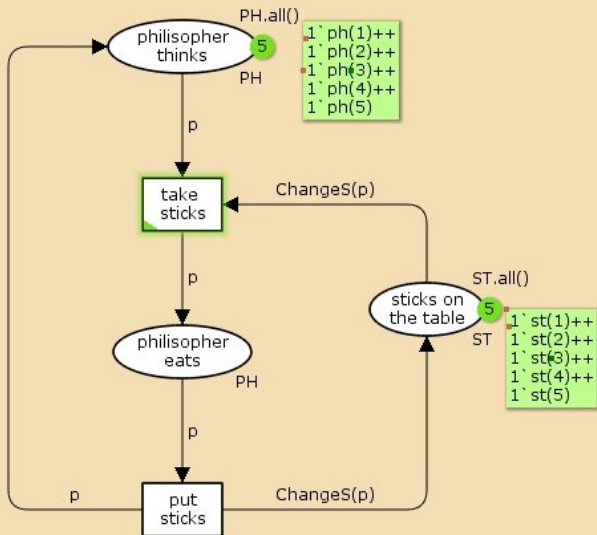 PH.all()
philisopher
thinks
5
PH
1`ph(1)++
1`ph(2)++
1`ph(3)++
1`ph(4)++
1`ph(5)
p
take
sticks
ChangeS(p)
p
ST.all()
sticks on
the table
5
ST
1`st(1)++
1`st(2)++
1`st(3)++
1`st(4)++
1`st(5)
philisopher
eats
PH
p
p
put
sticks
ChangeS(p)